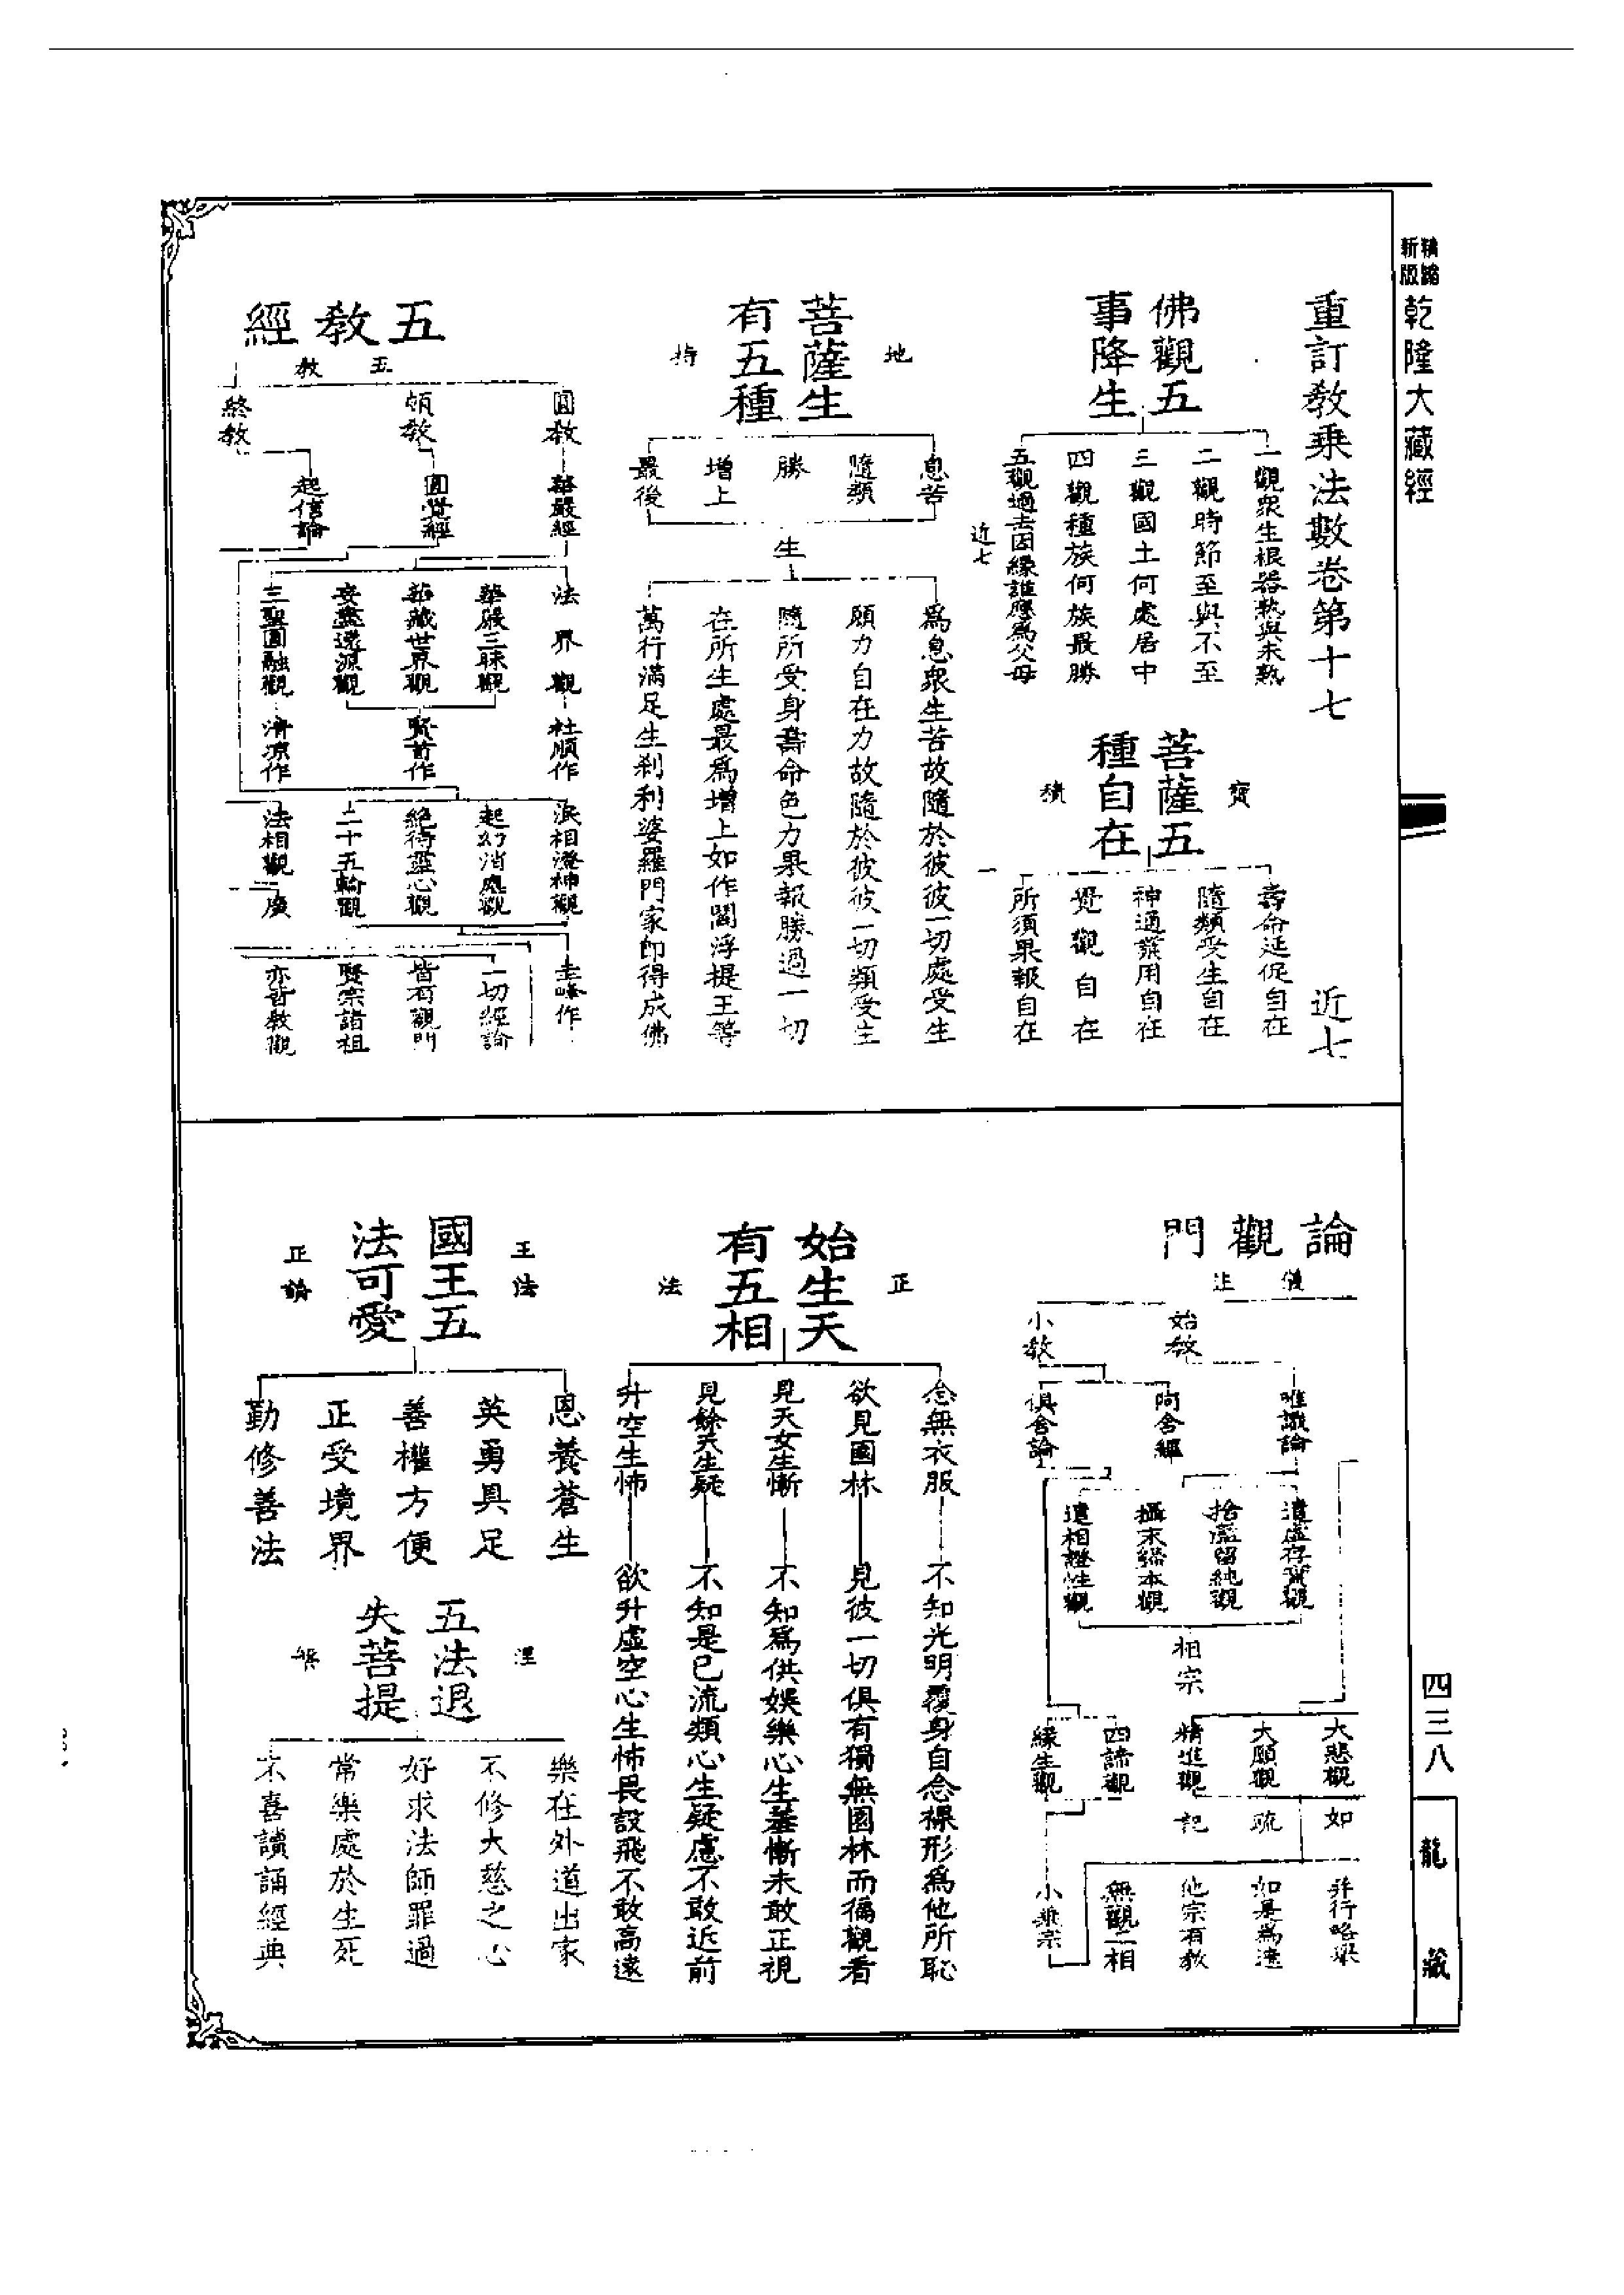 精縮
新版
乾隆大藏經
重訂教乘法數卷第十七
近七
佛觀五
事降生
一觀衆生根器熟與未熟
二觀時節至與不至
三觀國土何處居中
四觀種族何族最勝
五觀過去因緣誰應爲父母
近七
菩薩五
種自在
寶
積
壽命延促自在
隨類受生自在
神通發用自在
覺觀自在
所須果報自在
菩薩生
有五種
地
持
息苦
隨類
勝
增上
最後
生
爲息衆生苦故隨於彼彼一切處受生
願力自在力故隨於彼彼一切類受生
隨所受身壽命色力果報勝過一切
在所生處最爲增上如作閻浮提王等
萬行滿足生刹利婆羅門家即得成佛
五教經
五教
圓教
頓教
終教
華嚴經
圓覺經
起信論
法界觀
華嚴三昧觀
華藏世界觀
妄盡還源觀
三聖圓融觀
杜順作
賢首作
清涼作
泯相澄神觀
起幻消塵觀
絕待靈心觀
二十五輪觀
法相觀
廣
圭峰作
一切經論
皆有觀門
賢宗諸祖
亦皆教觀
論觀門
儀
注
始教
小教
唯識論
阿含經
俱舍論
遣虛存實觀
捨濫留純觀
攝末歸本觀
遣相證性觀
相宗
大悲觀
大願觀
精進觀
四諦觀
緣生觀
如
疏
記
并行略舉
如是爲遠
他宗有教
無觀二相
小乘宗
始生天
有五相
正
法
念無衣服
欲見園林
見天女生慚
見餘天生疑
升空生怖
不知光明覆身自念裸形爲他所恥
見彼一切俱有獨無園林而徧觀看
不知爲供娛樂心生羞慚未敢正視
不知是已流類心生疑慮不敢近前
欲升虛空心生怖畏設飛不敢高遠
國王五
法可愛
王法
正論
恩養蒼生
英勇具足
善權方便
正受境界
勤修善法
五法退
失菩提
涅
槃
樂在外道出家
不修大慈之心
好求法師罪過
常樂處於生死
不喜讀誦經典
四三八
龍藏